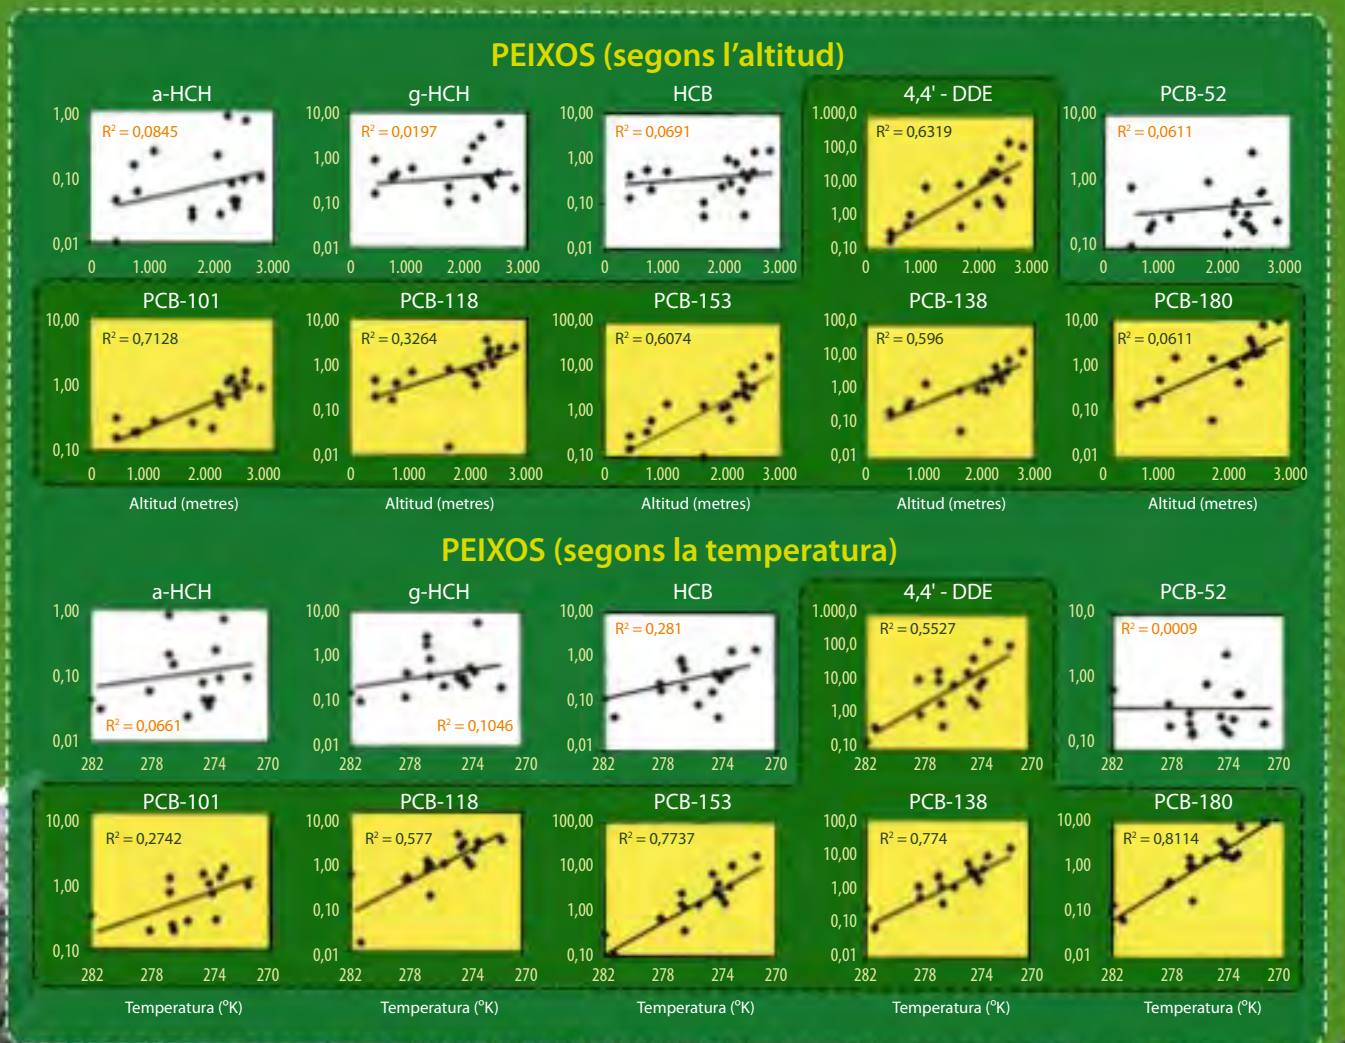 PEIXOS (segons l'altitud)
a-HCH
1,00
0,10
0,01
R² = 0,0845
0 1.000 2.000 3.000
g-HCH
10,00
1,00
0,10
0,01
R² = 0,0197
0 1.000 2.000 3.000
HCB
10,00
1,00
0,10
0,01
R² = 0,0691
0 1.000 2.000 3.000
4,4' - DDE
1.000,0
100,0
10,00
1,00
0,10
R² = 0,6319
0 1.000 2.000 3.000
PCB-52
10,00
1,00
0,10
R² = 0,0611
0 1.000 2.000 3.000
PCB-101
10,00
1,00
0,10
R² = 0,7128
0 1.000 2.000 3.000
Altitud (metres)
PCB-118
10,00
1,00
0,10
0,01
R² = 0,3264
0 1.000 2.000 3.000
Altitud (metres)
PCB-153
100,00
10,00
1,00
0,10
R² = 0,6074
0 1.000 2.000 3.000
Altitud (metres)
PCB-138
100,0
10,00
1,00
0,10
0,01
R² = 0,596
0 1.000 2.000 3.000
Altitud (metres)
PCB-180
10,00
1,00
0,10
0,01
R² = 0,0611
0 1.000 2.000 3.000
Altitud (metres)
PEIXOS (segons la temperatura)
a-HCH
1,00
0,10
0,01
R² = 0,0661
282 278 274 270
g-HCH
10,00
1,00
0,10
0,01
R² = 0,1046
282 278 274 270
HCB
10,00
1,00
0,10
0,01
R² = 0,281
282 278 274 270
4,4' - DDE
1.000,0
100,0
10,00
1,00
0,10
R² = 0,5527
282 278 274 270
PCB-52
10,0
1,00
0,10
R² = 0,0009
282 278 274 270
PCB-101
10,00
1,00
0,10
R² = 0,2742
282 278 274 270
Temperatura (°K)
PCB-118
10,00
1,00
0,10
0,01
R² = 0,577
282 278 274 270
Temperatura (°K)
PCB-153
100,00
10,00
1,00
0,10
R² = 0,7737
282 278 274 270
Temperatura (°K)
PCB-138
100,0
10,00
1,00
0,10
0,01
R² = 0,774
282 278 274 270
Temperatura (°K)
PCB-180
10,00
1,00
0,10
0,01
R² = 0,8114
282 278 274 270
Temperatura (°K)